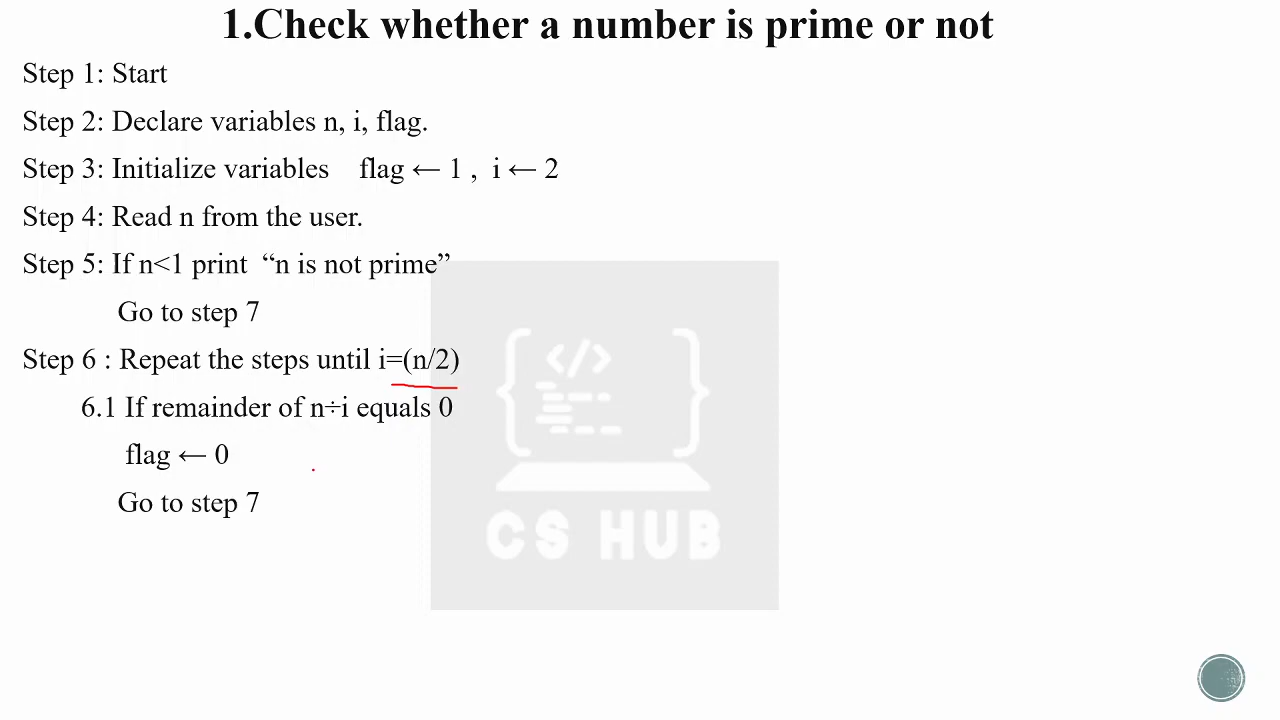 1.Check whether a number is prime or not
Step 1: Start
Step 2: Declare variables n, i, flag.
Step 3: Initialize variables flag ← 1 , i ← 2
Step 4: Read n from the user.
Step 5: If n<1 print “n is not prime”
Go to step 7
Step 6 : Repeat the steps until i=(n/2)
6.1 If remainder of n÷i equals 0
flag ← 0
Go to step 7
CS HUB